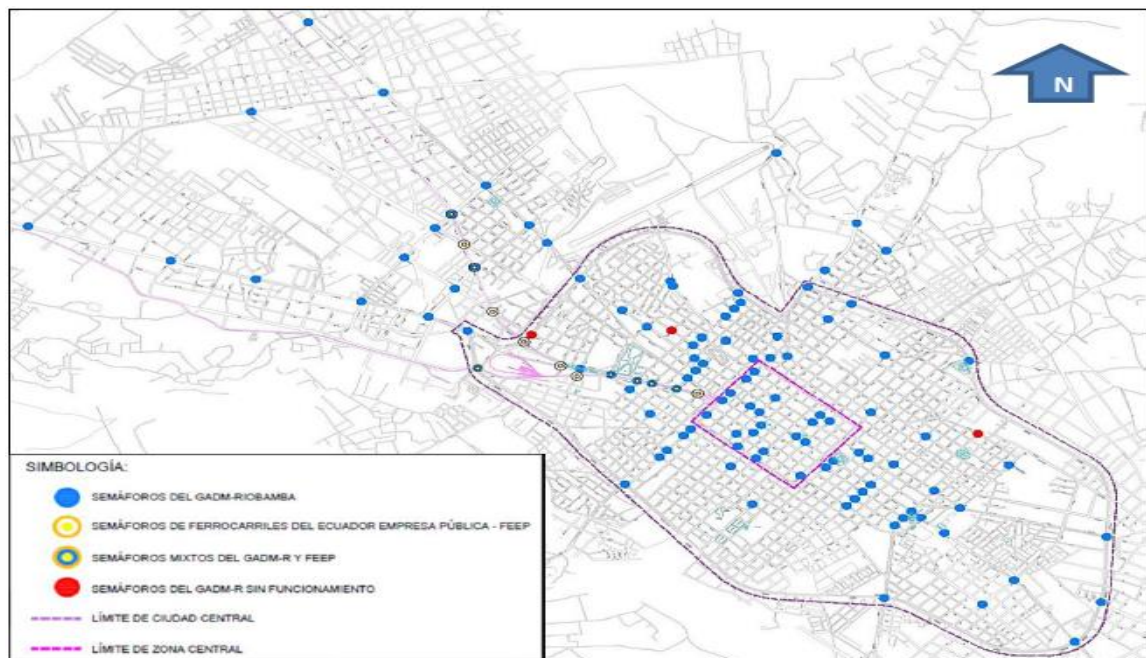 N
SIMBOLOGÍA:
SEMÁFOROS DEL GADM-RIOBAMBA
SEMÁFOROS DE FERROCARRILES DEL ECUADOR EMPRESA PÚBLICA - FEEP
SEMÁFOROS MIXTOS DEL GADM-R Y FEEP
SEMÁFOROS DEL GADM-R SIN FUNCIONAMIENTO
LÍMITE DE CIUDAD CENTRAL
LÍMITE DE ZONA CENTRAL